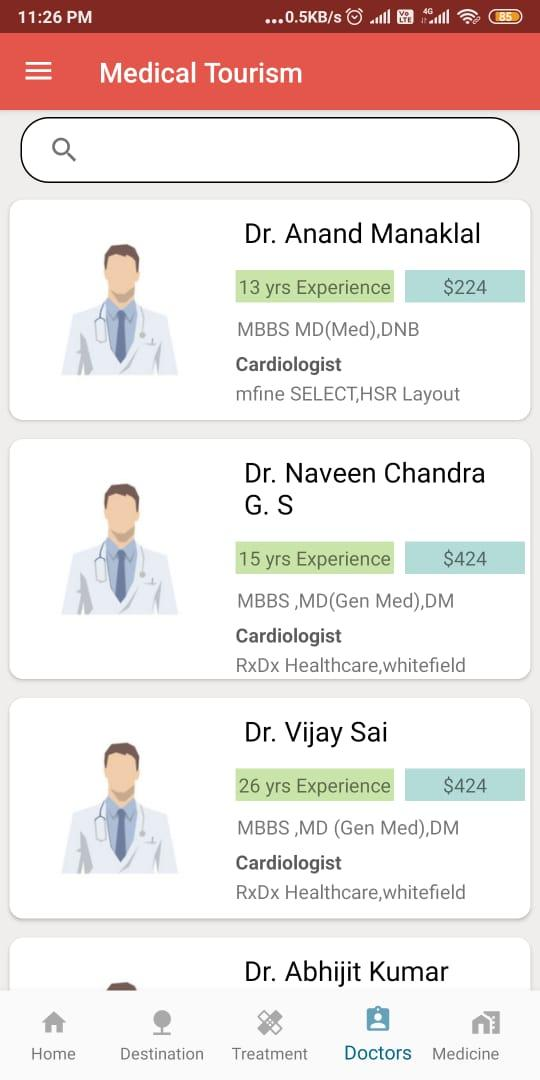 11:26 PM ...0.5KB/s Vo LTE 4G 85
Medical Tourism
Dr. Anand Manaklal
13 yrs Experience $224
MBBS MD(Med),DNB
Cardiologist
mfine SELECT,HSR Layout
Dr. Naveen Chandra
G. S
15 yrs Experience $424
MBBS ,MD(Gen Med),DM
Cardiologist
RxDx Healthcare,whitefield
Dr. Vijay Sai
26 yrs Experience $424
MBBS ,MD (Gen Med),DM
Cardiologist
RxDx Healthcare,whitefield
Dr. Abhijit Kumar
Home Destination Treatment Doctors Medicine